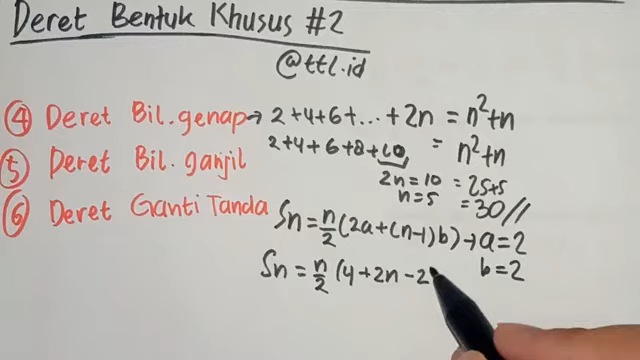 Deret Bentuk Khusus #2
@ttl.id
④ Deret Bil.genap → 2+4+6+...+2n = n²+n
2+4+6+8+10 = n²+n
2n=10 = 25+5
n=5 = 30//
⑤ Deret Bil. ganjil
⑥ Deret Ganti Tanda
Sn = n/2 (2a+(n-1)b) → a=2
b=2
Sn = n/2 (4+2n-2